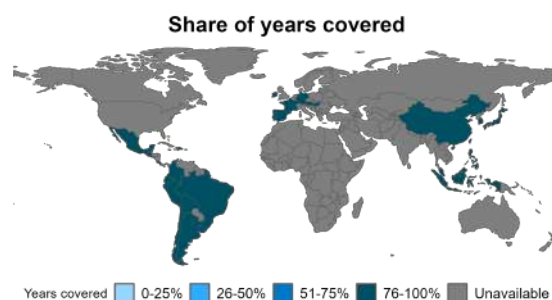 Share of years covered
Years covered 0-25% 26-50% 51-75% 76-100% Unavailable